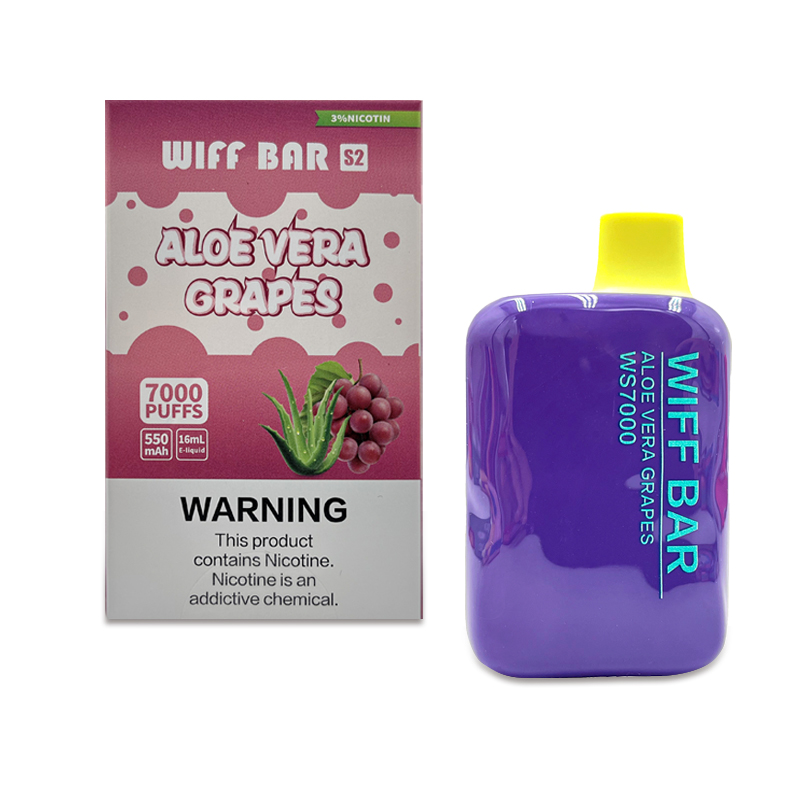 3%NICOTIN
WIFF BAR S2
ALOE VERA
GRAPES
7000
PUFFS
550
mAh
16mL
E-liquid
WARNING
This product
contains Nicotine.
Nicotine is an
addictive chemical.
WIFF BAR
ALOE VERA GRAPES
WS7000